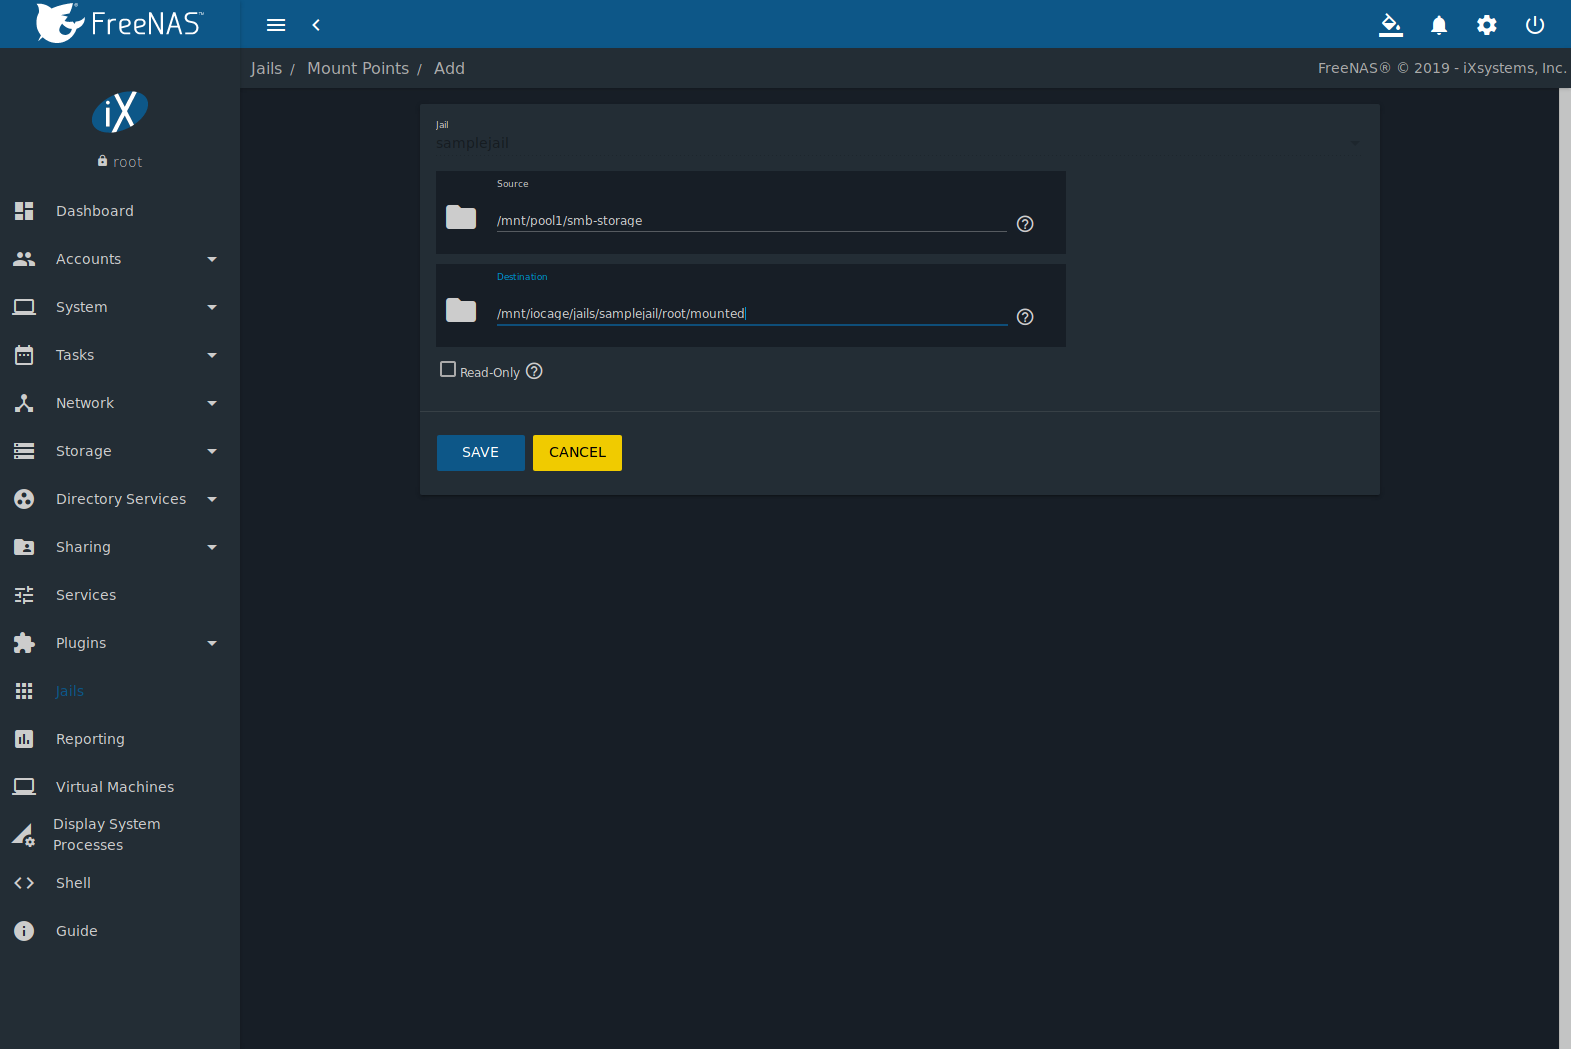 FreeNAS™
Jails / Mount Points / Add
FreeNAS® © 2019 - iXsystems, Inc.
iX
root
Dashboard
Accounts
System
Tasks
Network
Storage
Directory Services
Sharing
Services
Plugins
Jails
Reporting
Virtual Machines
Display System
Processes
Shell
Guide
Jail
samplejail
Source
/mnt/pool1/smb-storage
Destination
/mnt/iocage/jails/samplejail/root/mounted
Read-Only
SAVE
CANCEL